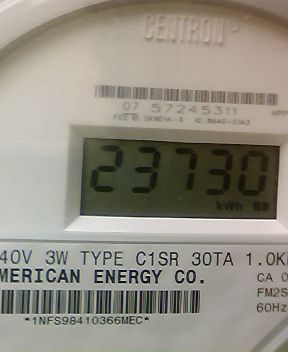 CENTRON
07 57245311
23730
kWh
40V 3W TYPE C1SR 30TA 1.0K
MERICAN ENERGY CO.
CA 0
FM2S
60Hz
*1NFS98410366MEC*